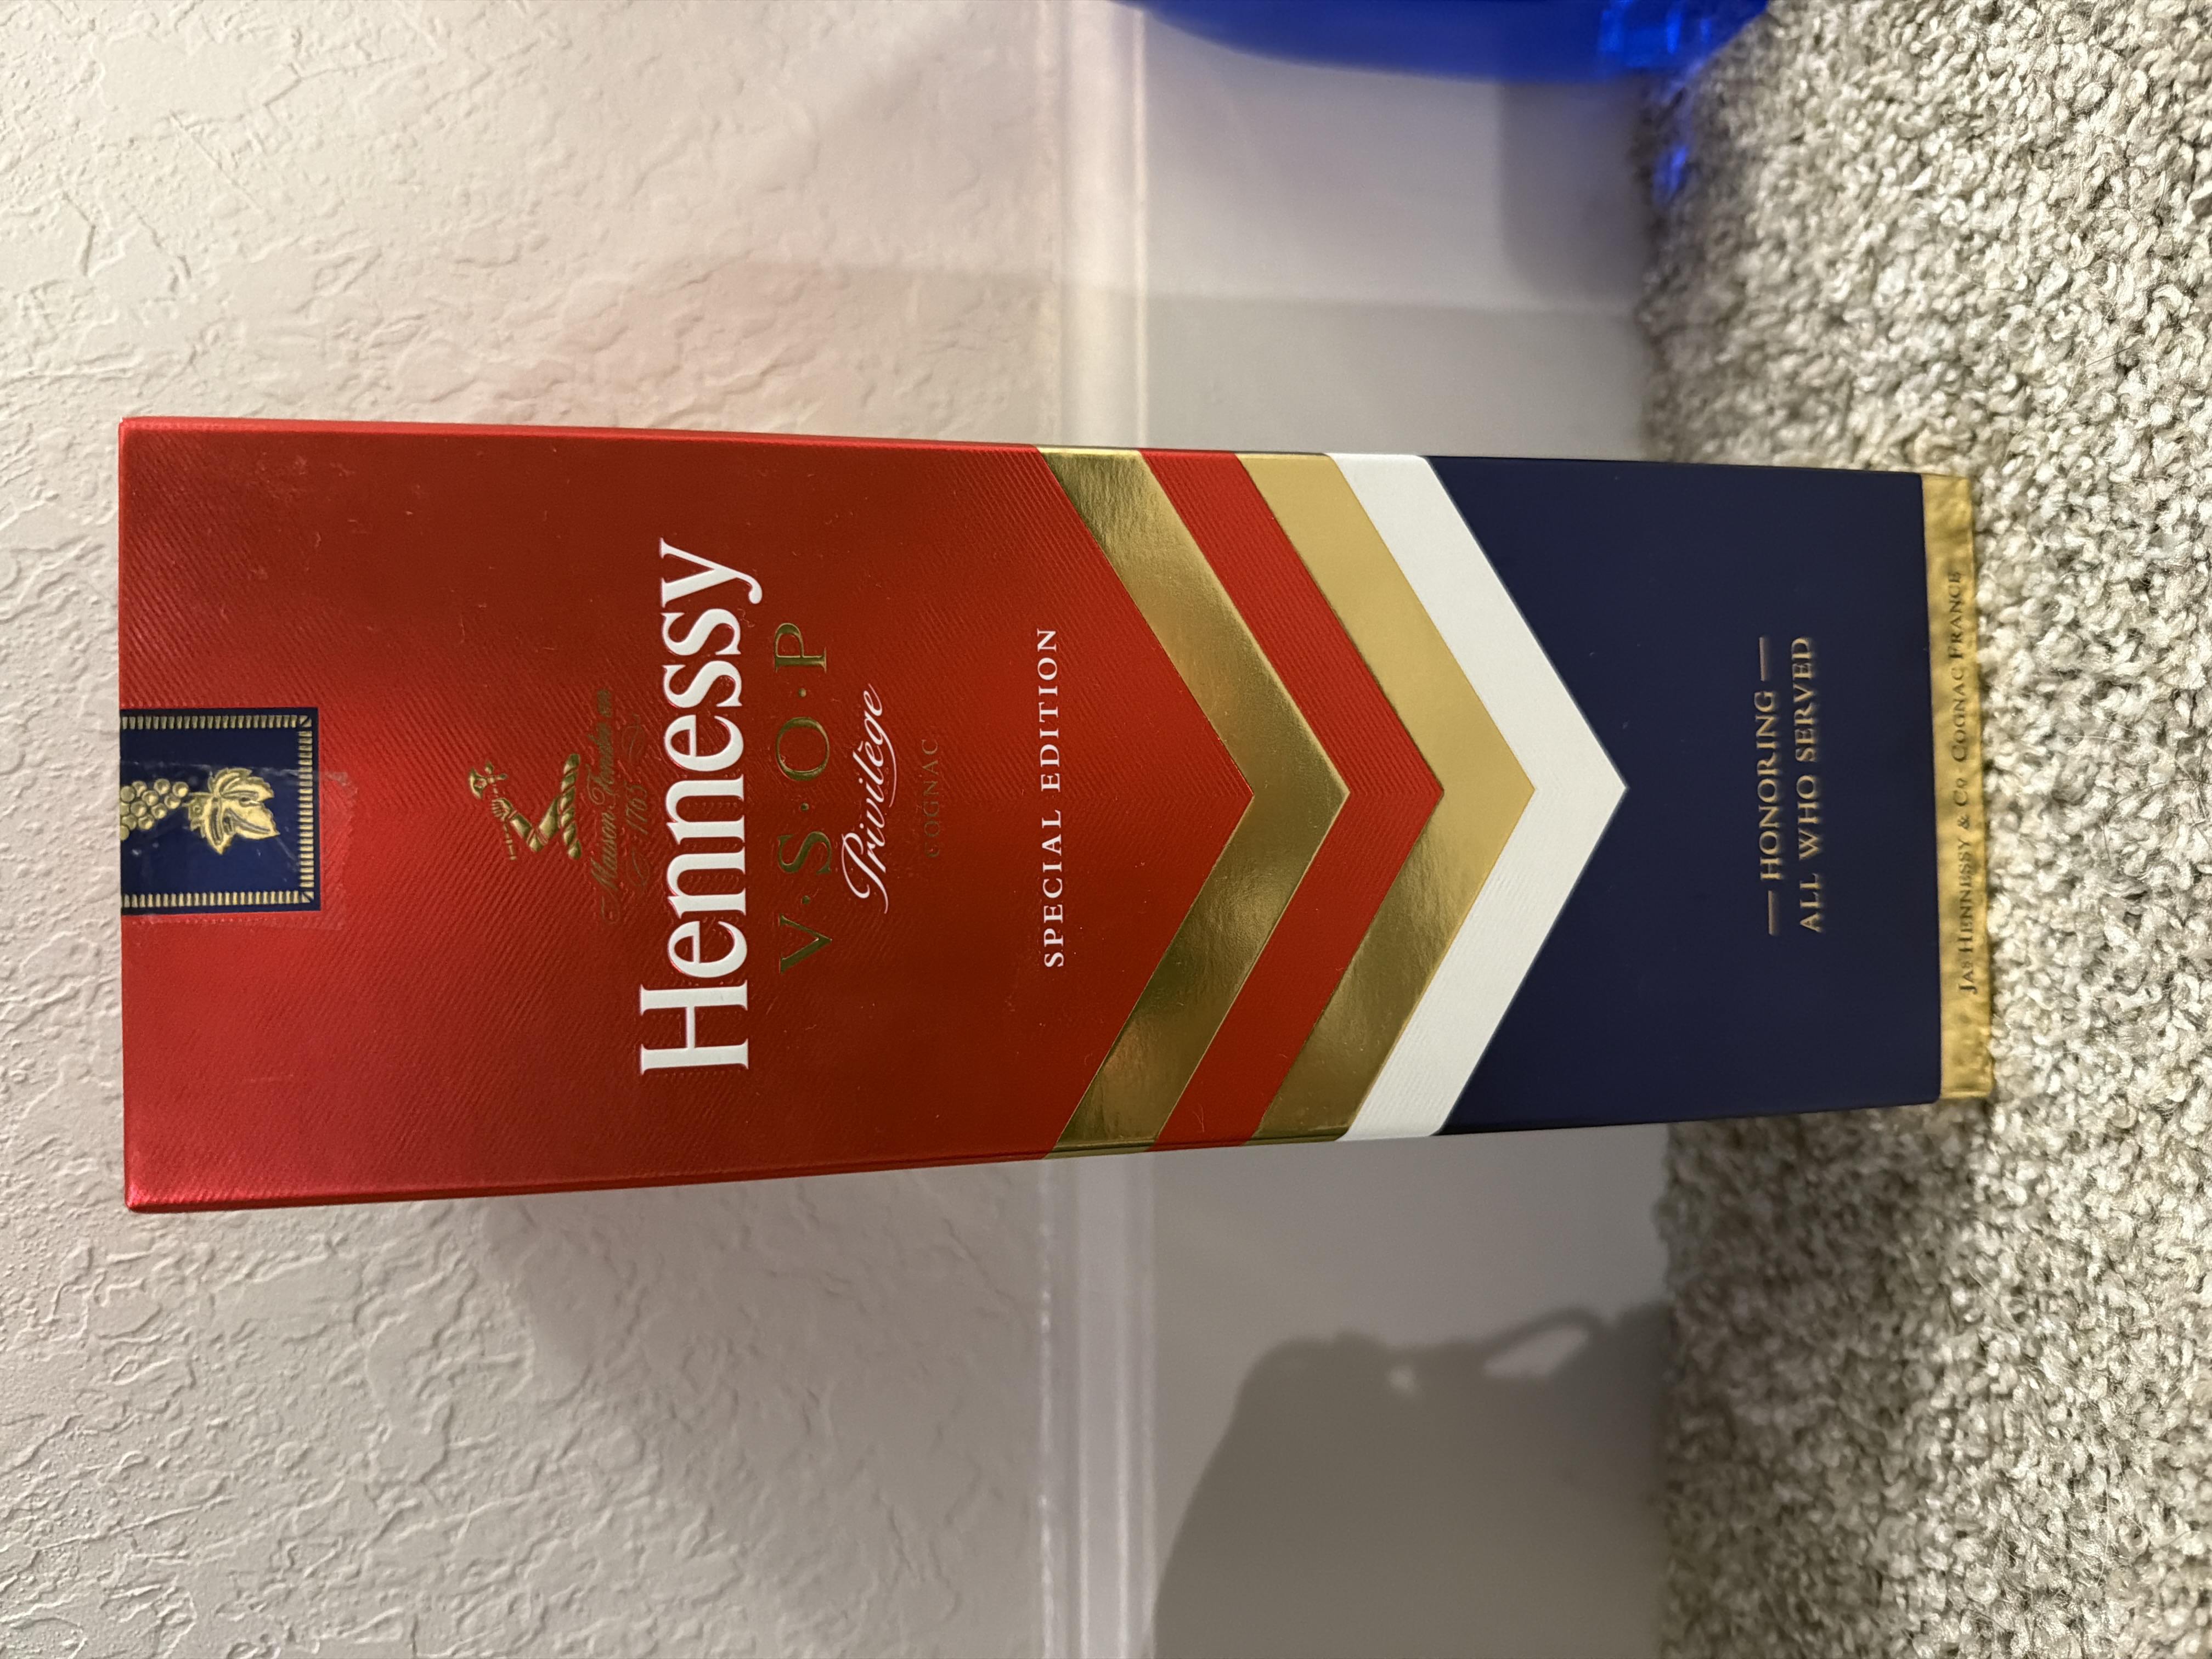 Maison Fondée en
1765
Hennessy
V.S.O.P
Privilège
COGNAC
SPECIAL EDITION
HONORING
ALL WHO SERVED
JAs HENNESSY & Co COGNAC FRANCE